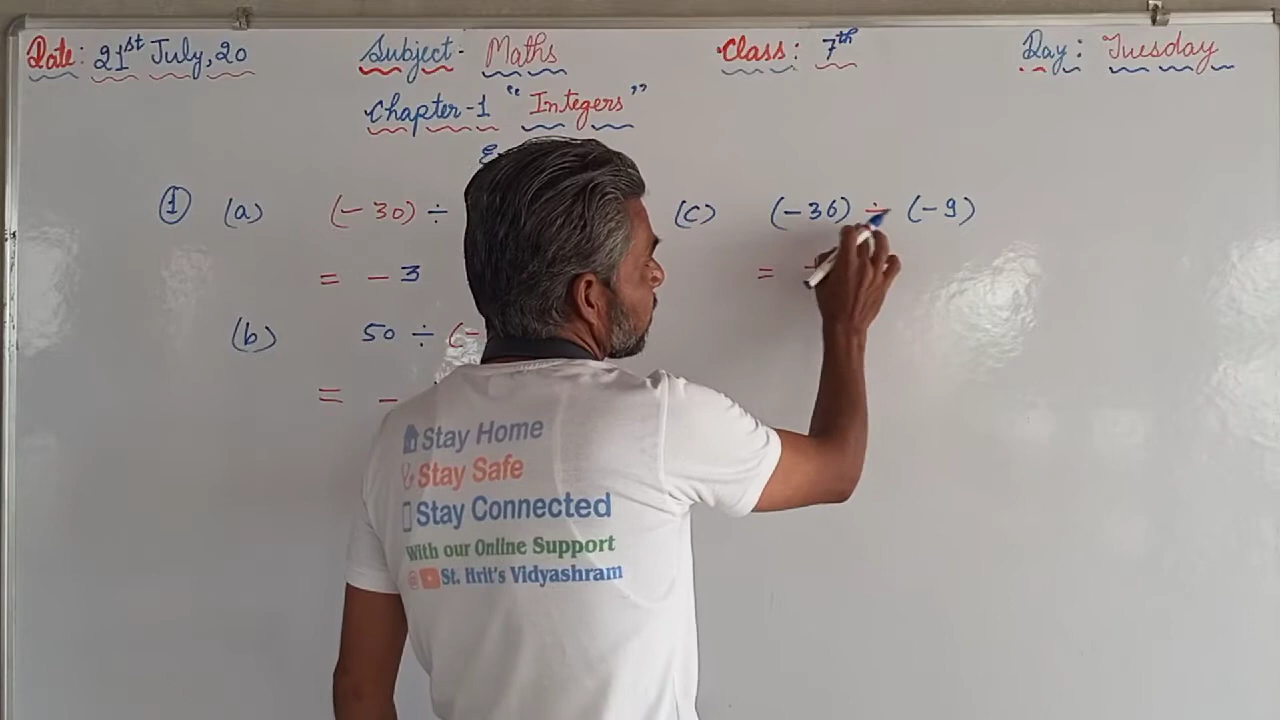 Date: 21st July, 20 Subject- Maths Class: 7th Day: Tuesday
Chapter-1 "Integers"
① (a) (-30) ÷
= -3
(b) 50 ÷ (-
= -
(c) (-36) ÷ (-9)
=
Stay Home
Stay Safe
Stay Connected
With our Online Support
St. Hrit's Vidyashram